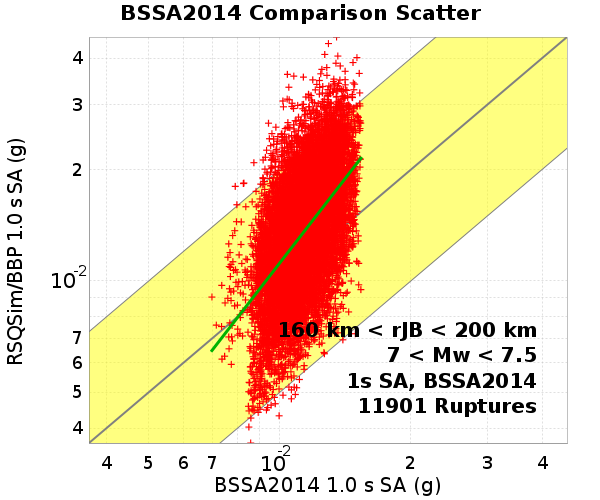 BSSA2014 Comparison Scatter
RSQSim/BBP 1.0 s SA (g)
4
3
2
10-2
7
6
5
4
160 km < rJB < 200 km
7 < Mw < 7.5
1s SA, BSSA2014
11901 Ruptures
4 5 6 7 10-2 2 3 4
BSSA2014 1.0 s SA (g)